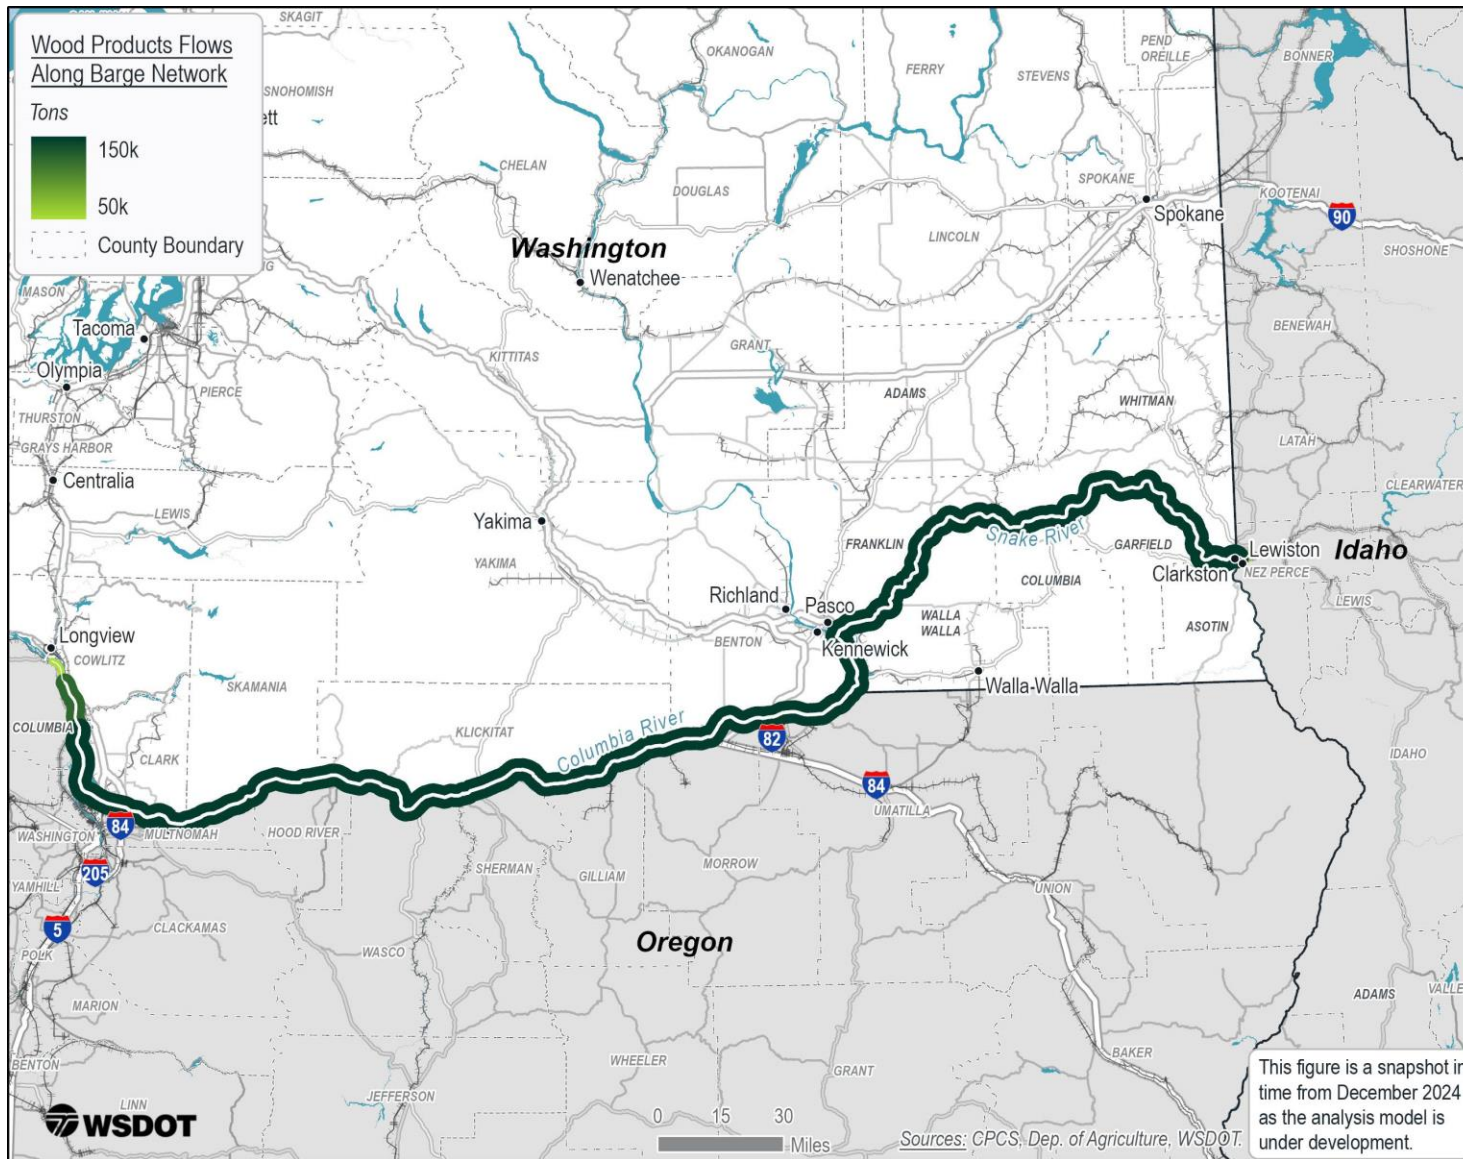 Wood Products Flows
Along Barge Network
Tons
150k
50k
County Boundary
SKAGIT
SNOHOMISH
ett
OKANOGAN
FERRY
STEVENS
PEND
OREILLE
BONNER
CHELAN
DOUGLAS
SPOKANE
KOOTENAI
Spokane
90
Washington
LINCOLN
SHOSHONE
Wenatchee
NG
MASON
Tacoma
BENEWAH
GRANT
KITTITAS
Olympia
PIERCE
ADAMS
WHITMAN
THURSTON
LATAH
GRAYS HARBOR
Centralia
CLEARWATER
LEWIS
Yakima
Snake River
FRANKLIN
GARFIELD
Lewiston
Idaho
YAKIMA
Clarkston
NEZ PERCE
COLUMBIA
Richland
Pasco
LEWIS
WALLA
WALLA
ASOTIN
BENTON
Kennewick
Longview
COWLITZ
SKAMANIA
Walla-Walla
COLUMBIA
KLICKITAT
Columbia River
82
CLARK
IDAHO
84
UMATILLA
84
WASHINGTON
MULTNOMAH
HOOD RIVER
205
SHERMAN
GILLIAM
MORROW
YAMHILL
UNION
5
CLACKAMAS
Oregon
POLK
WASCO
MARION
ADAMS
VALLE
BENTON
WHEELER
GRANT
BAKER
JEFFERSON
LINN
WSDOT
0 15 30
Miles
Sources: CPCS, Dep. of Agriculture, WSDOT.
This figure is a snapshot in
time from December 2024
as the analysis model is
under development.